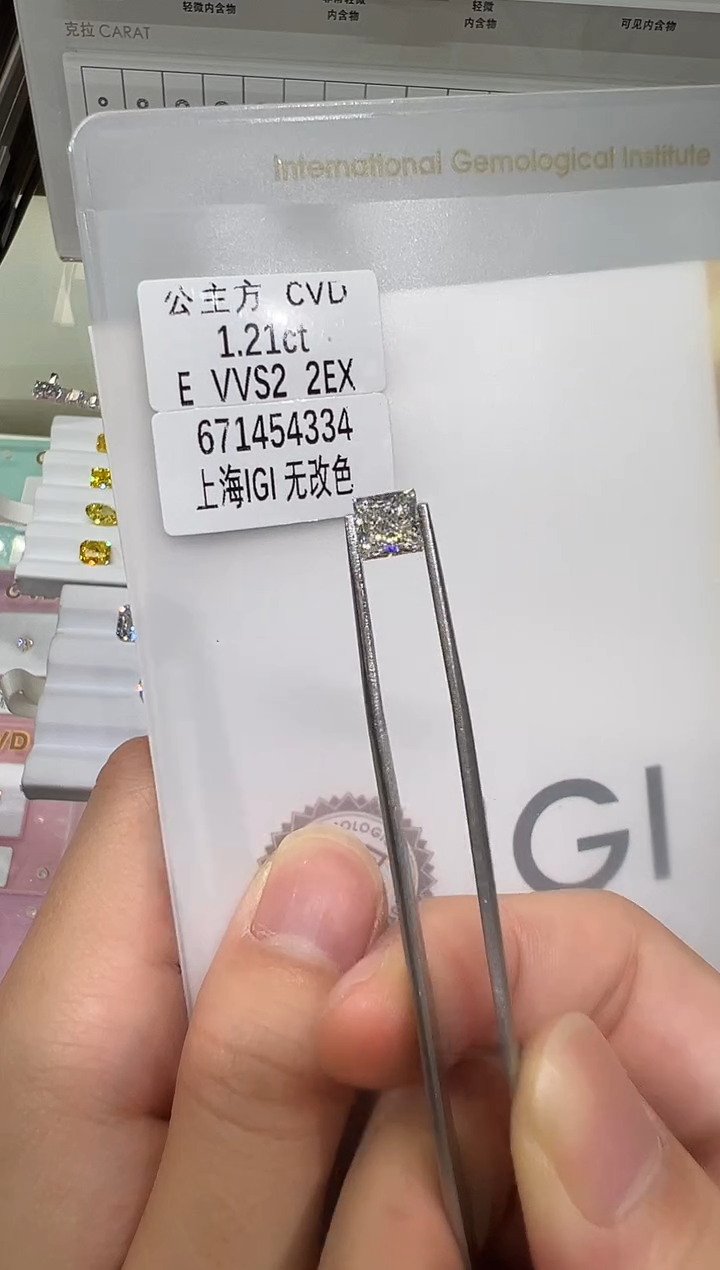 轻微内含物
内含物
轻微
内含物
可见内含物
克拉 CARAT
International Gemological Institute
公主方 CVD
1.21ct
E VVS2 2EX
671454334
上海IGI 无改色
GI